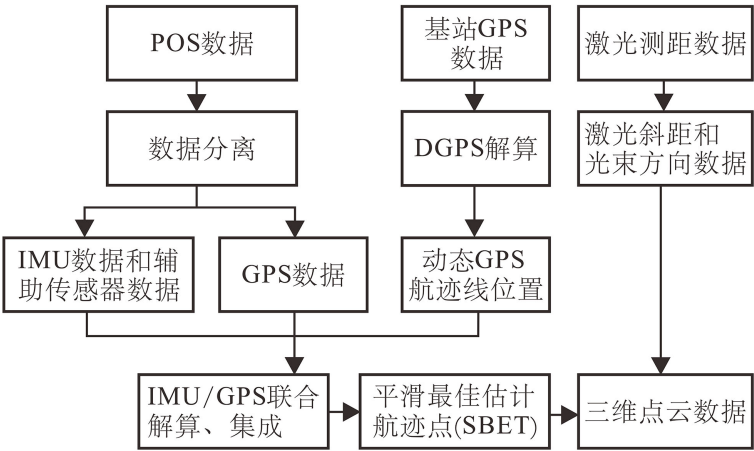 POS数据
基站GPS
数据
激光测距数据
数据分离
DGPS解算
激光斜距和
光束方向数据
IMU数据和辅
助传感器数据
GPS数据
动态GPS
航迹线位置
IMU/GPS联合
解算、集成
平滑最佳估计
航迹点(SBET)
三维点云数据